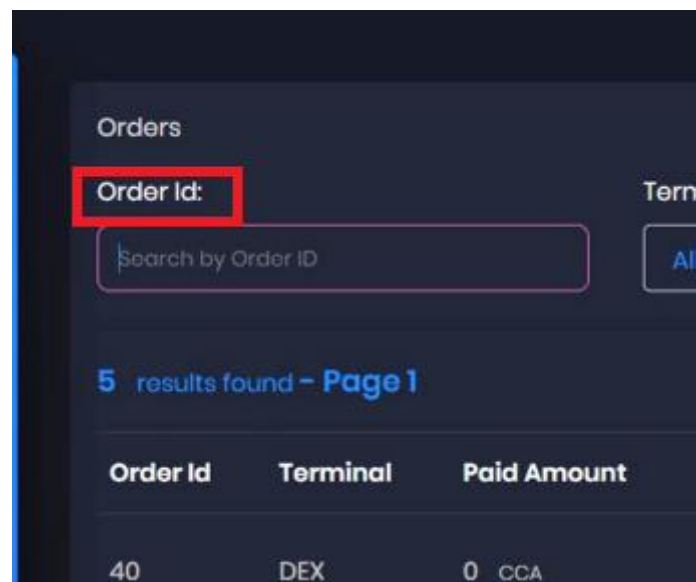 Orders
Order Id:
Search by Order ID
5 results found - Page 1
Order Id Terminal Paid Amount
40 DEX 0 CCA